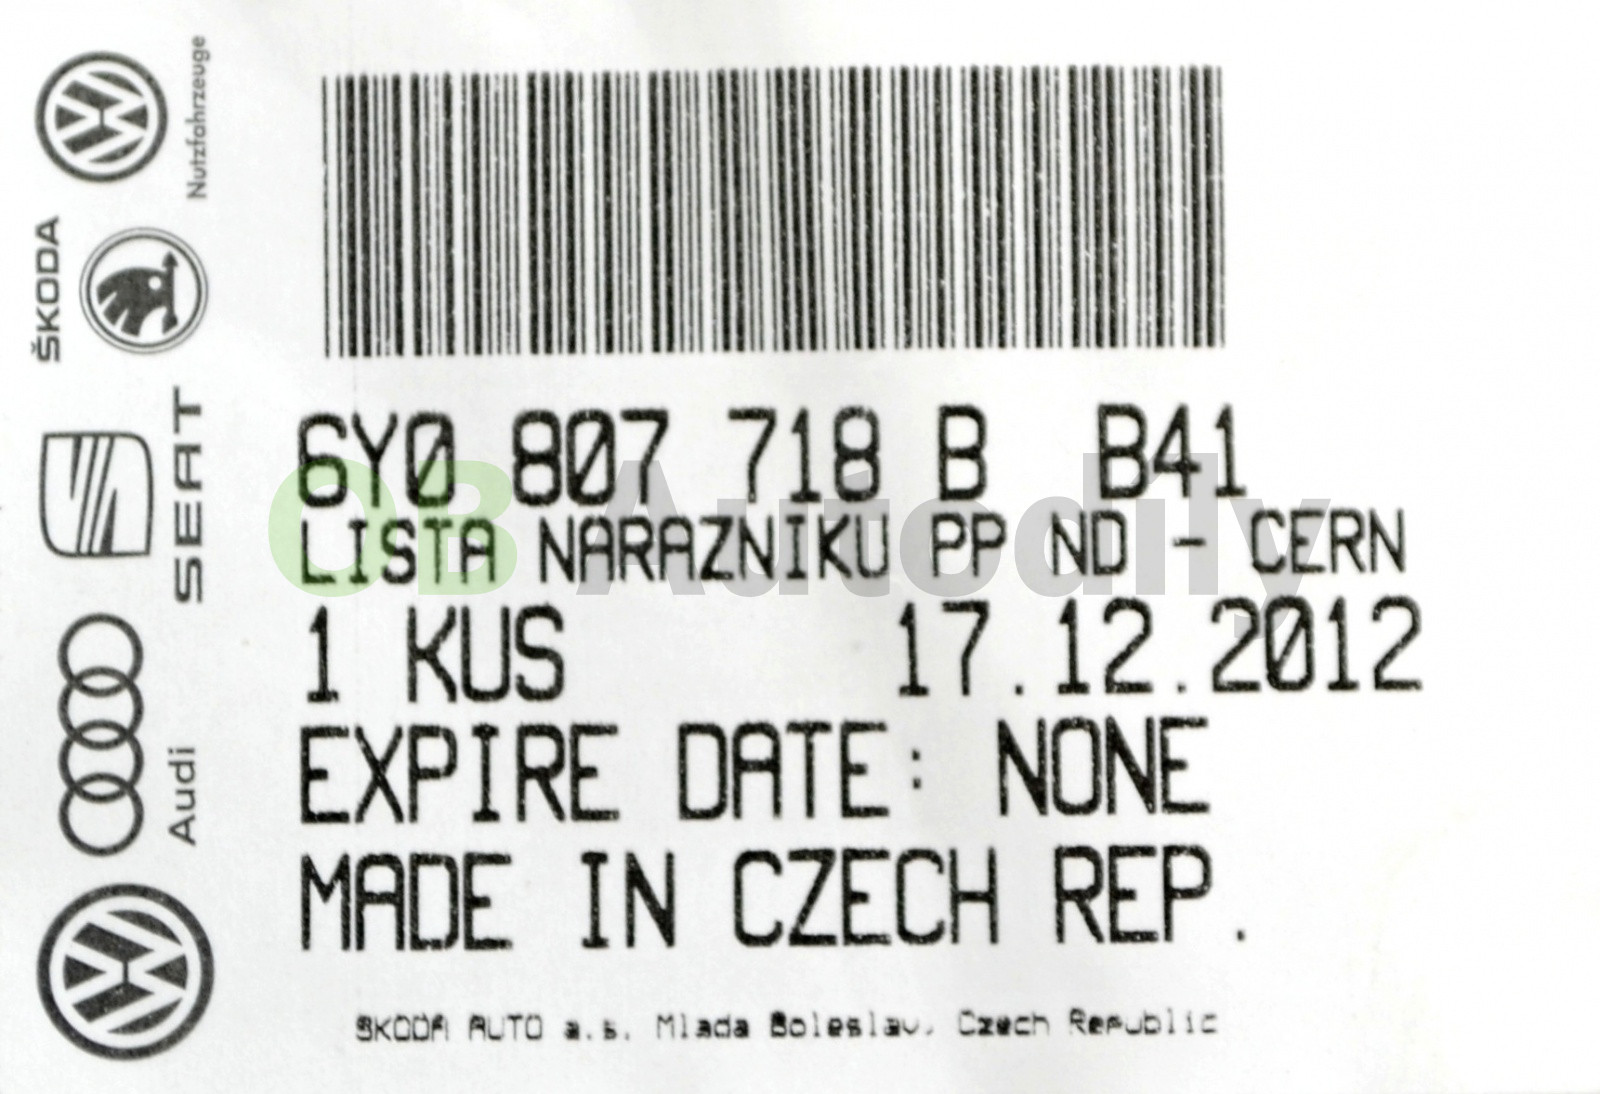 6Y0 807 718 B B41
LISTA NARAZNIKU PP ND - CERN
1 KUS 17.12.2012
EXPIRE DATE: NONE
MADE IN CZECH REP.
ŠKODA AUTO a.s. Mlada Boleslav, Czech Republic
Nutzfahrzeuge
ŠKODA
SEAT
Audi
OB Autodíly